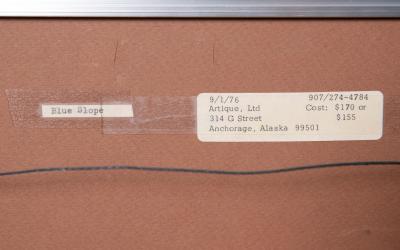 Blue Slope
9/1/76 907/274-4784
Artique, Ltd Cost: $170 or
314 G Street $155
Anchorage, Alaska 99501